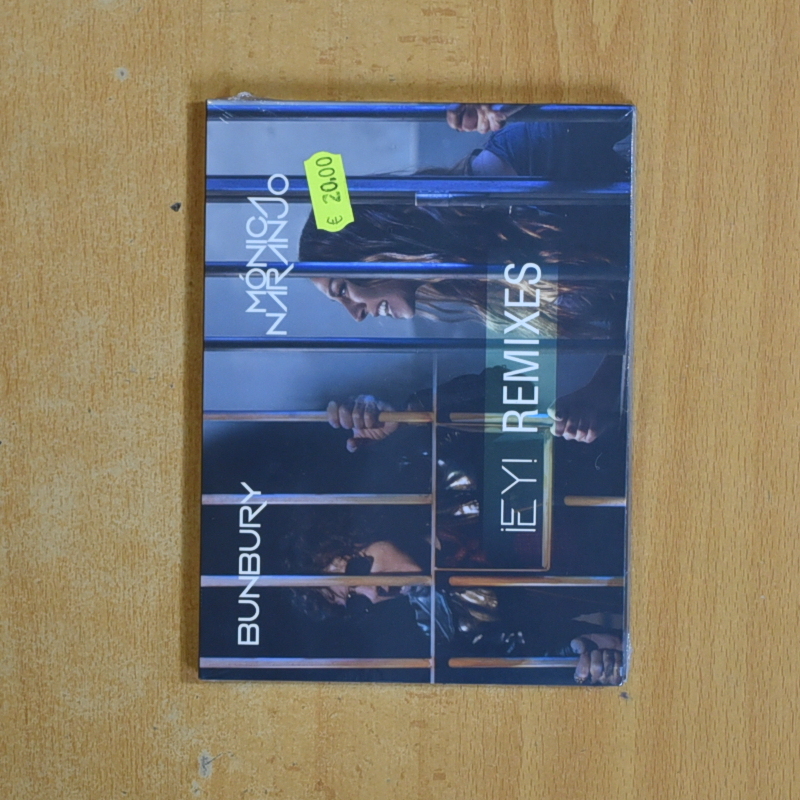 BUNBURY
MÓNICA
NARANJO
€ 20.00
¡EY! REMIXES